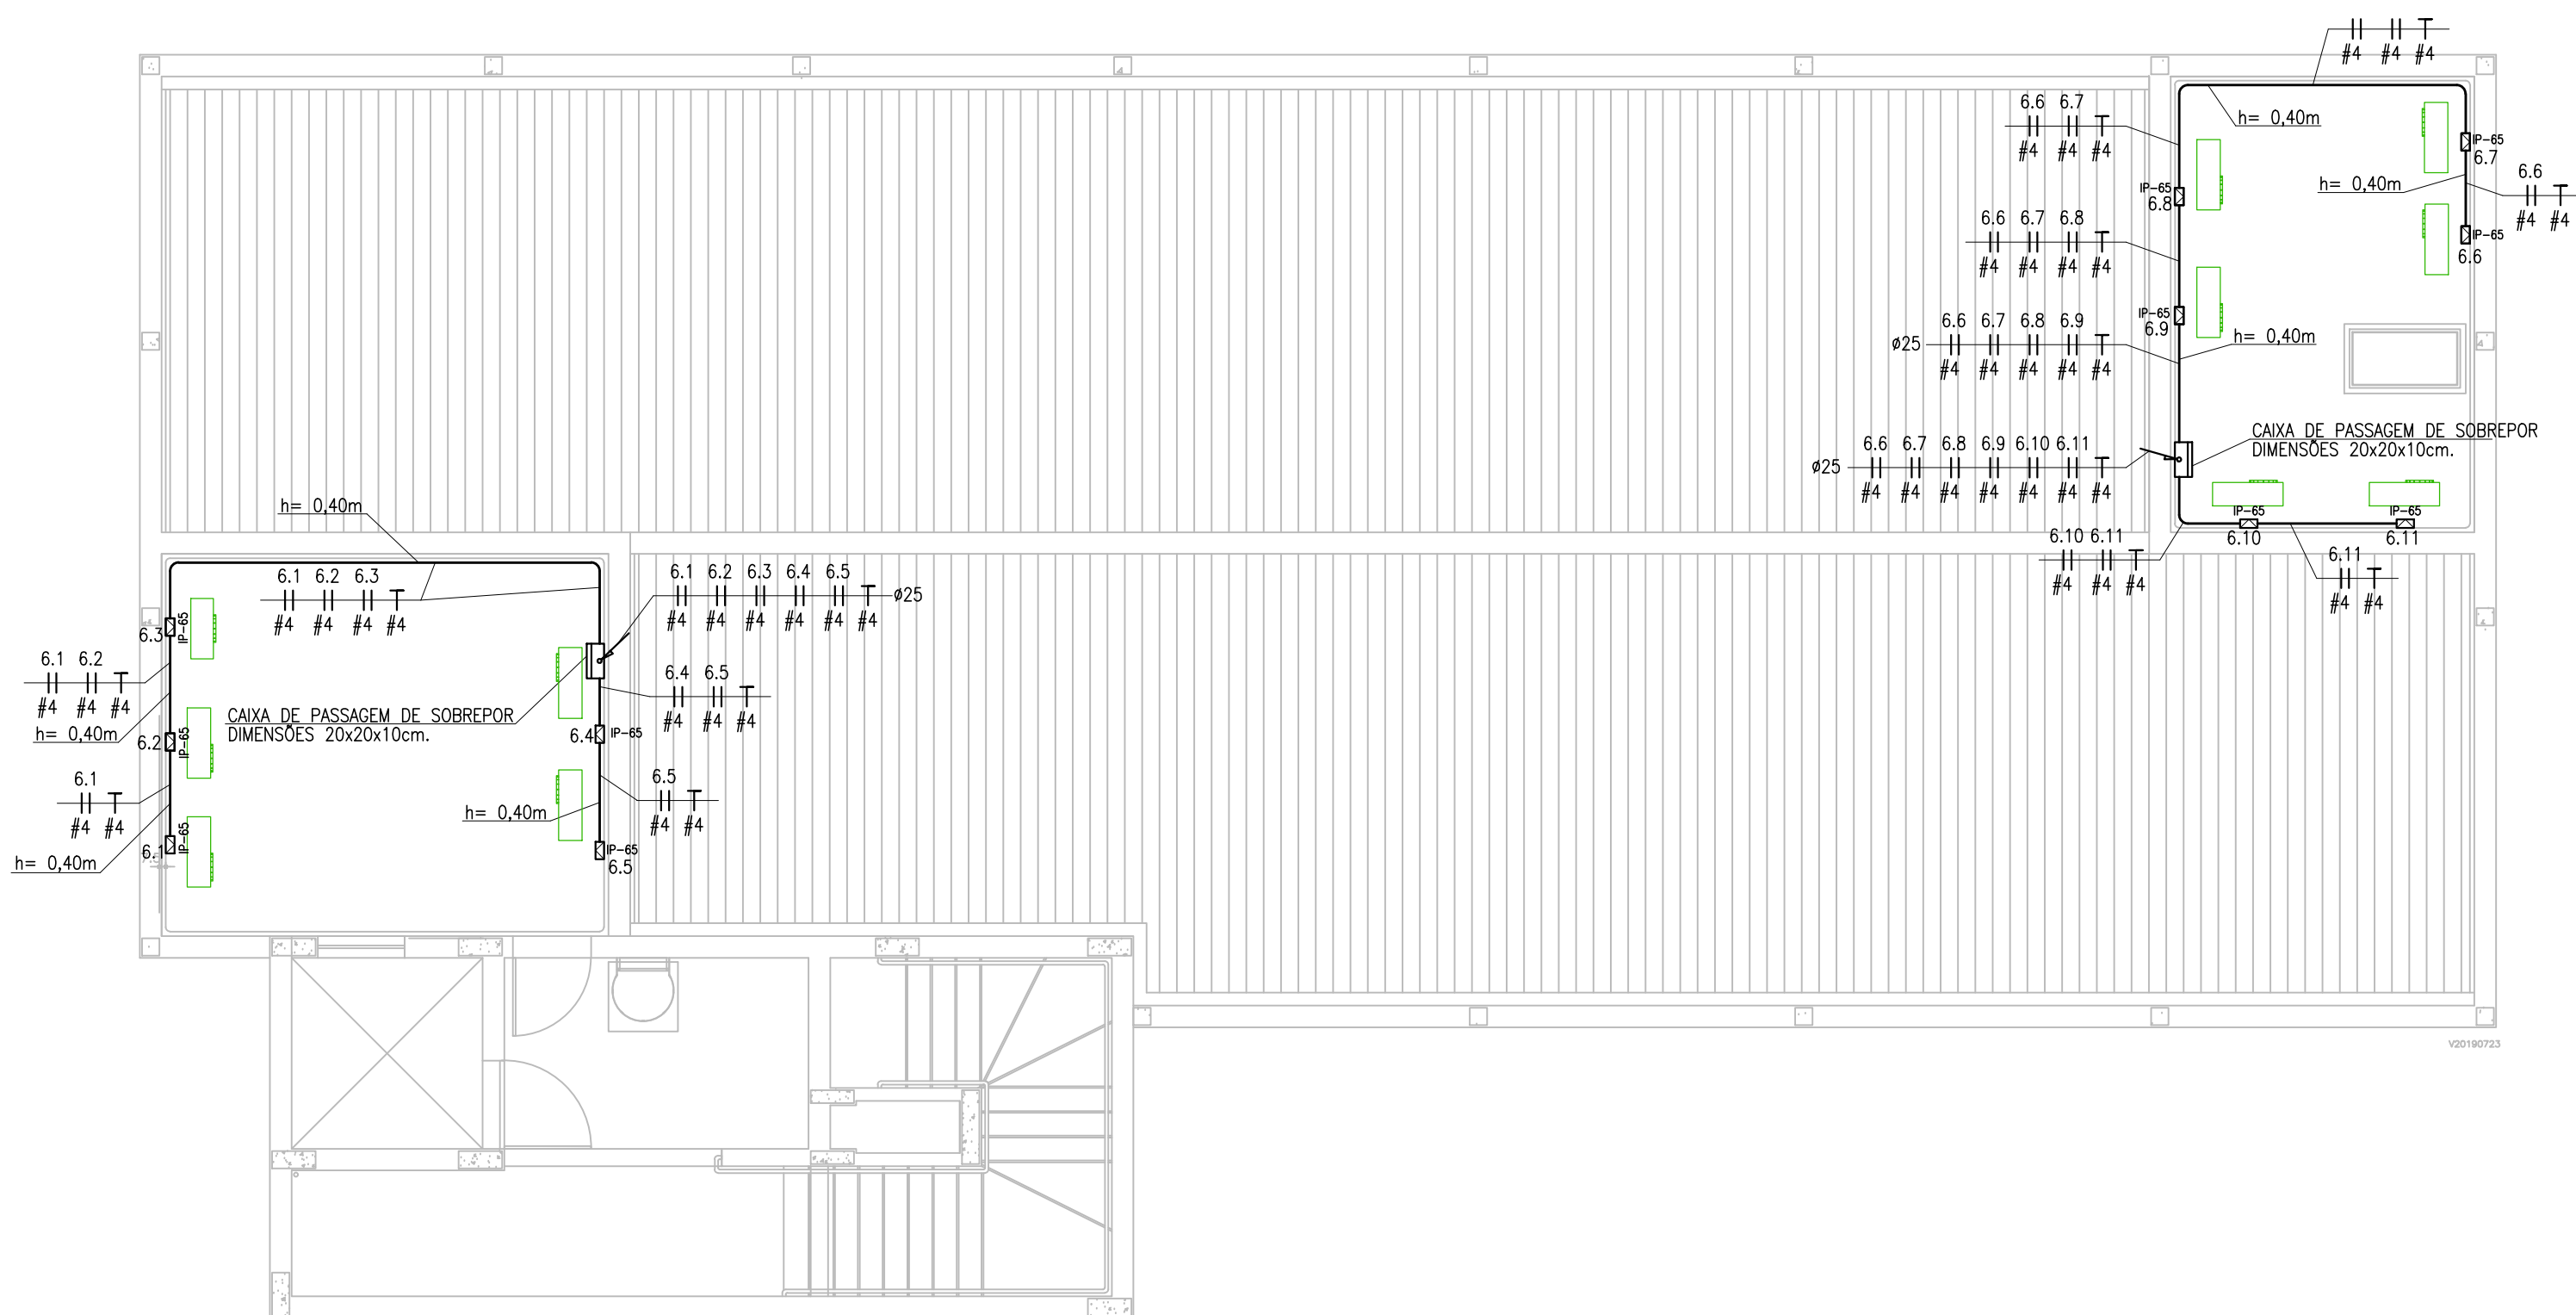 #4 #4 #4
6.6 6.7
#4 #4 #4
h= 0,40m
IP-65
6.7
h= 0,40m
6.6
#4 #4
IP-65
6.8
6.6 6.7 6.8
#4 #4 #4 #4
IP-65
6.6
IP-65
6.9
h= 0,40m
ø25
6.6 6.7 6.8 6.9
#4 #4 #4 #4 #4
CAIXA DE PASSAGEM DE SOBREPOR
DIMENSÕES 20x20x10cm.
ø25
6.6 6.7 6.8 6.9 6.10 6.11
#4 #4 #4 #4 #4 #4 #4
IP-65
6.10
IP-65
6.11
6.10 6.11
#4 #4 #4
6.11
#4 #4
h= 0,40m
6.1 6.2 6.3
#4 #4 #4 #4
6.1 6.2 6.3 6.4 6.5
ø25
#4 #4 #4 #4 #4 #4
6.3
IP-65
6.1 6.2
#4 #4 #4
h= 0,40m
6.4 6.5
#4 #4 #4
CAIXA DE PASSAGEM DE SOBREPOR
DIMENSÕES 20x20x10cm.
6.2
IP-65
6.4
IP-65
6.1
#4 #4
6.5
#4 #4
h= 0,40m
6.1
IP-65
h= 0,40m
IP-65
6.5
V20190723